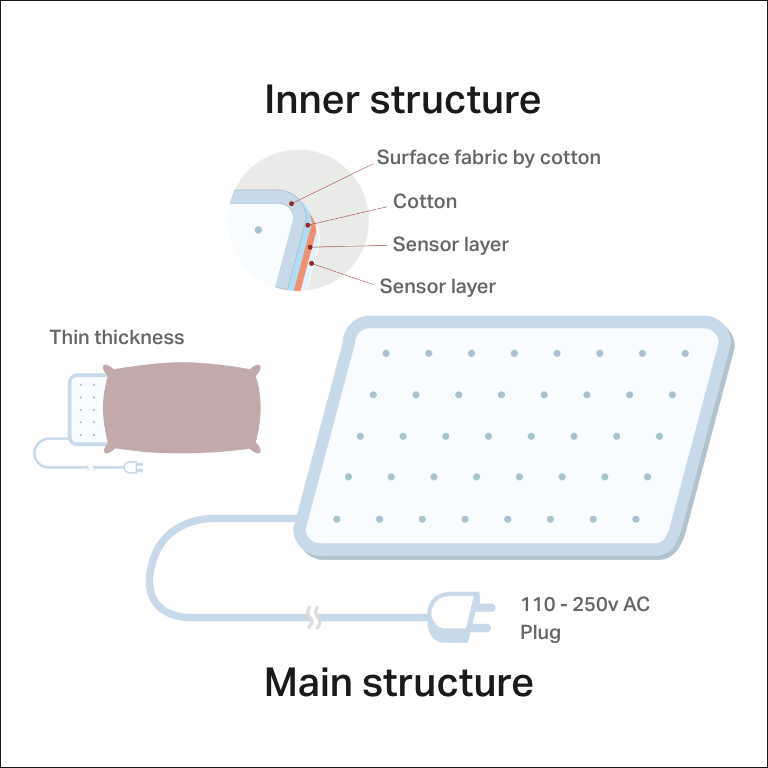 Inner structure
Surface fabric by cotton
Cotton
Sensor layer
Sensor layer
Thin thickness
110 - 250v AC
Plug
Main structure